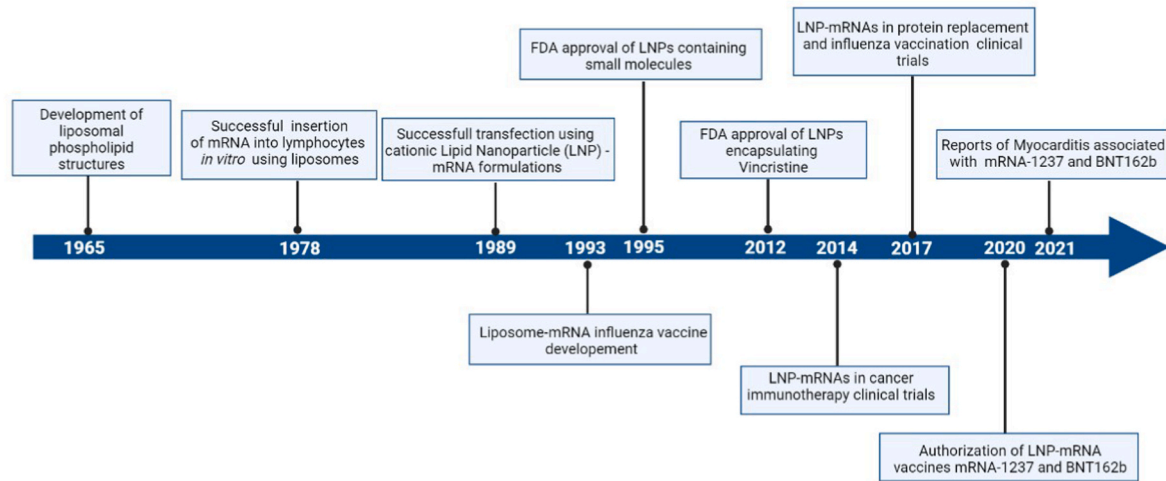 Development of
liposomal
phospholipid
structures
Successful insertion
of mRNA into lymphocytes
in vitro using liposomes
Successfull transfection using
cationic Lipid Nanoparticle (LNP) -
mRNA formulations
FDA approval of LNPs containing
small molecules
FDA approval of LNPs
encapsulating
Vincristine
LNP-mRNAs in protein replacement
and influenza vaccination clinical
trials
Reports of Myocarditis associated
with mRNA-1237 and BNT162b
1965 1978 1989 1993 1995 2012 2014 2017 2020 2021
Liposome-mRNA influenza vaccine
developement
LNP-mRNAs in cancer
immunotherapy clinical trials
Authorization of LNP-mRNA
vaccines mRNA-1237 and BNT162b